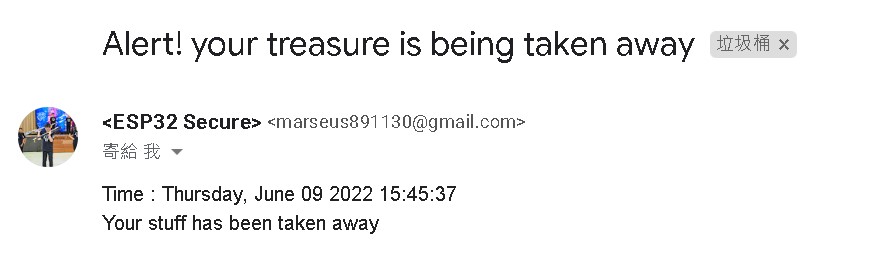 Alert! your treasure is being taken away 垃圾桶 ×
<ESP32 Secure> <marseus891130@gmail.com>
寄給 我
Time : Thursday, June 09 2022 15:45:37
Your stuff has been taken away